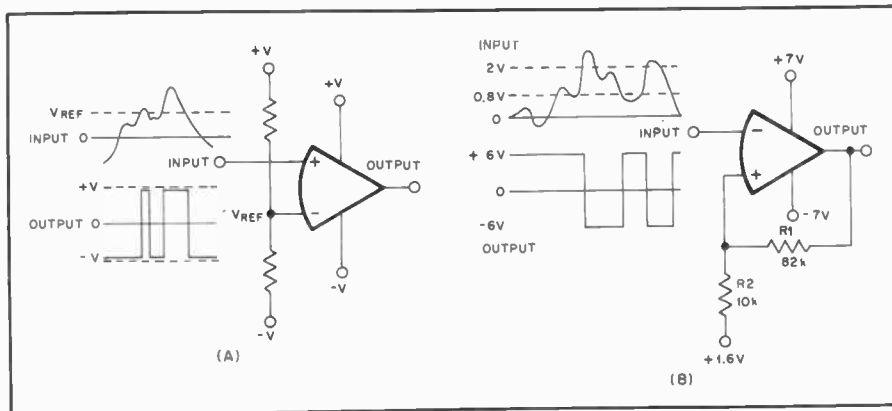 +V
+V
VREF
INPUT 0
INPUT
+
OUTPUT
+V
OUTPUT 0
-V
VREF
-
-V
-V
(A)
INPUT
2V
0.8V
0
+7V
INPUT
-
OUTPUT
+
+ 6V
0
-6V
OUTPUT
-7V
R1
82k
R2
10k
+1.6V
(B)